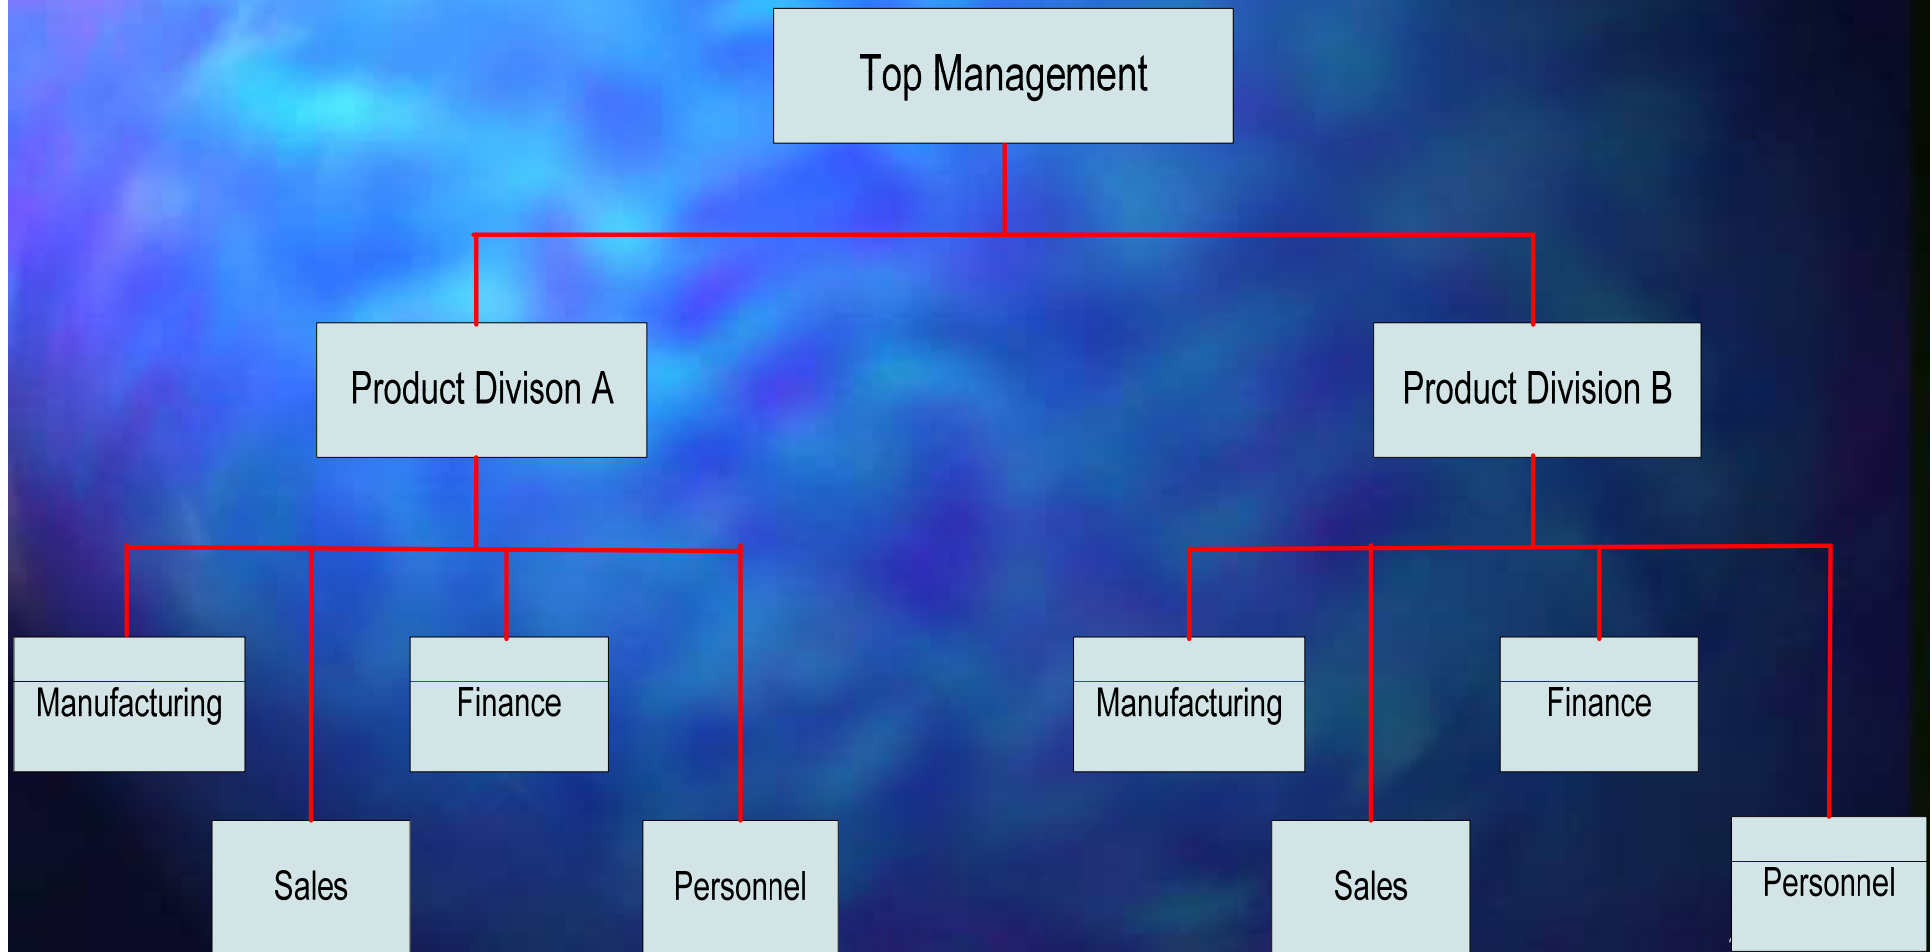 Top Management
Product Divison A
Product Division B
Manufacturing
Finance
Manufacturing
Finance
Sales
Personnel
Sales
Personnel